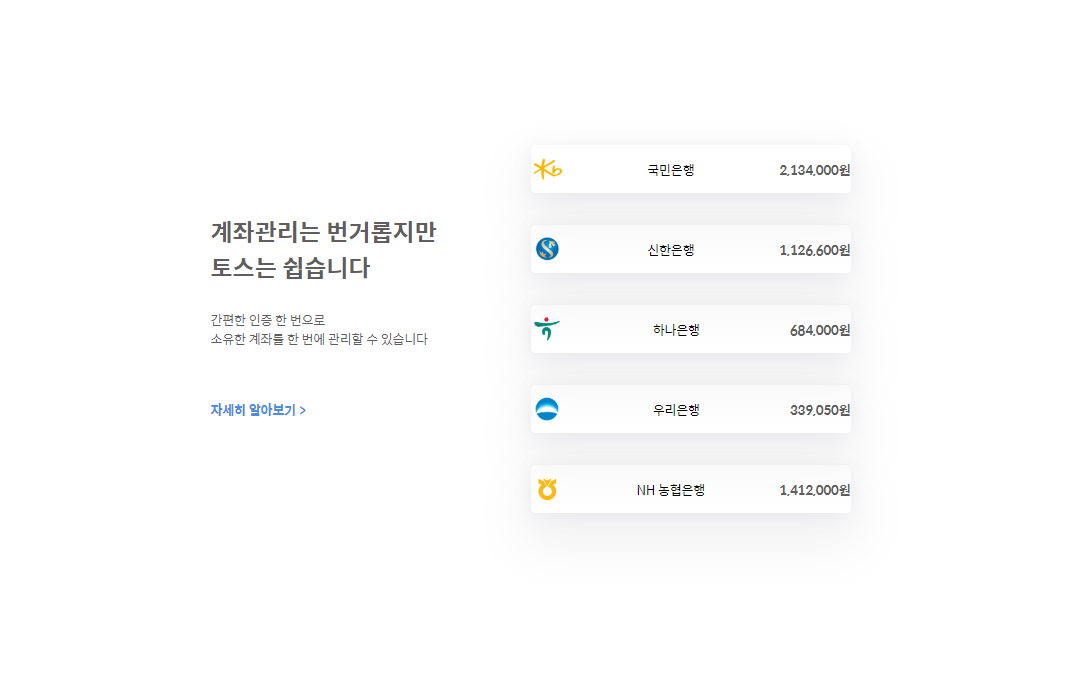 계좌관리는 번거롭지만
토스는 쉽습니다
간편한 인증 한 번으로
소유한 계좌를 한 번에 관리할 수 있습니다
자세히 알아보기 >
국민은행 2,134,000원
신한은행 1,126,600원
하나은행 684,000원
우리은행 339,050원
NH 농협은행 1,412,000원